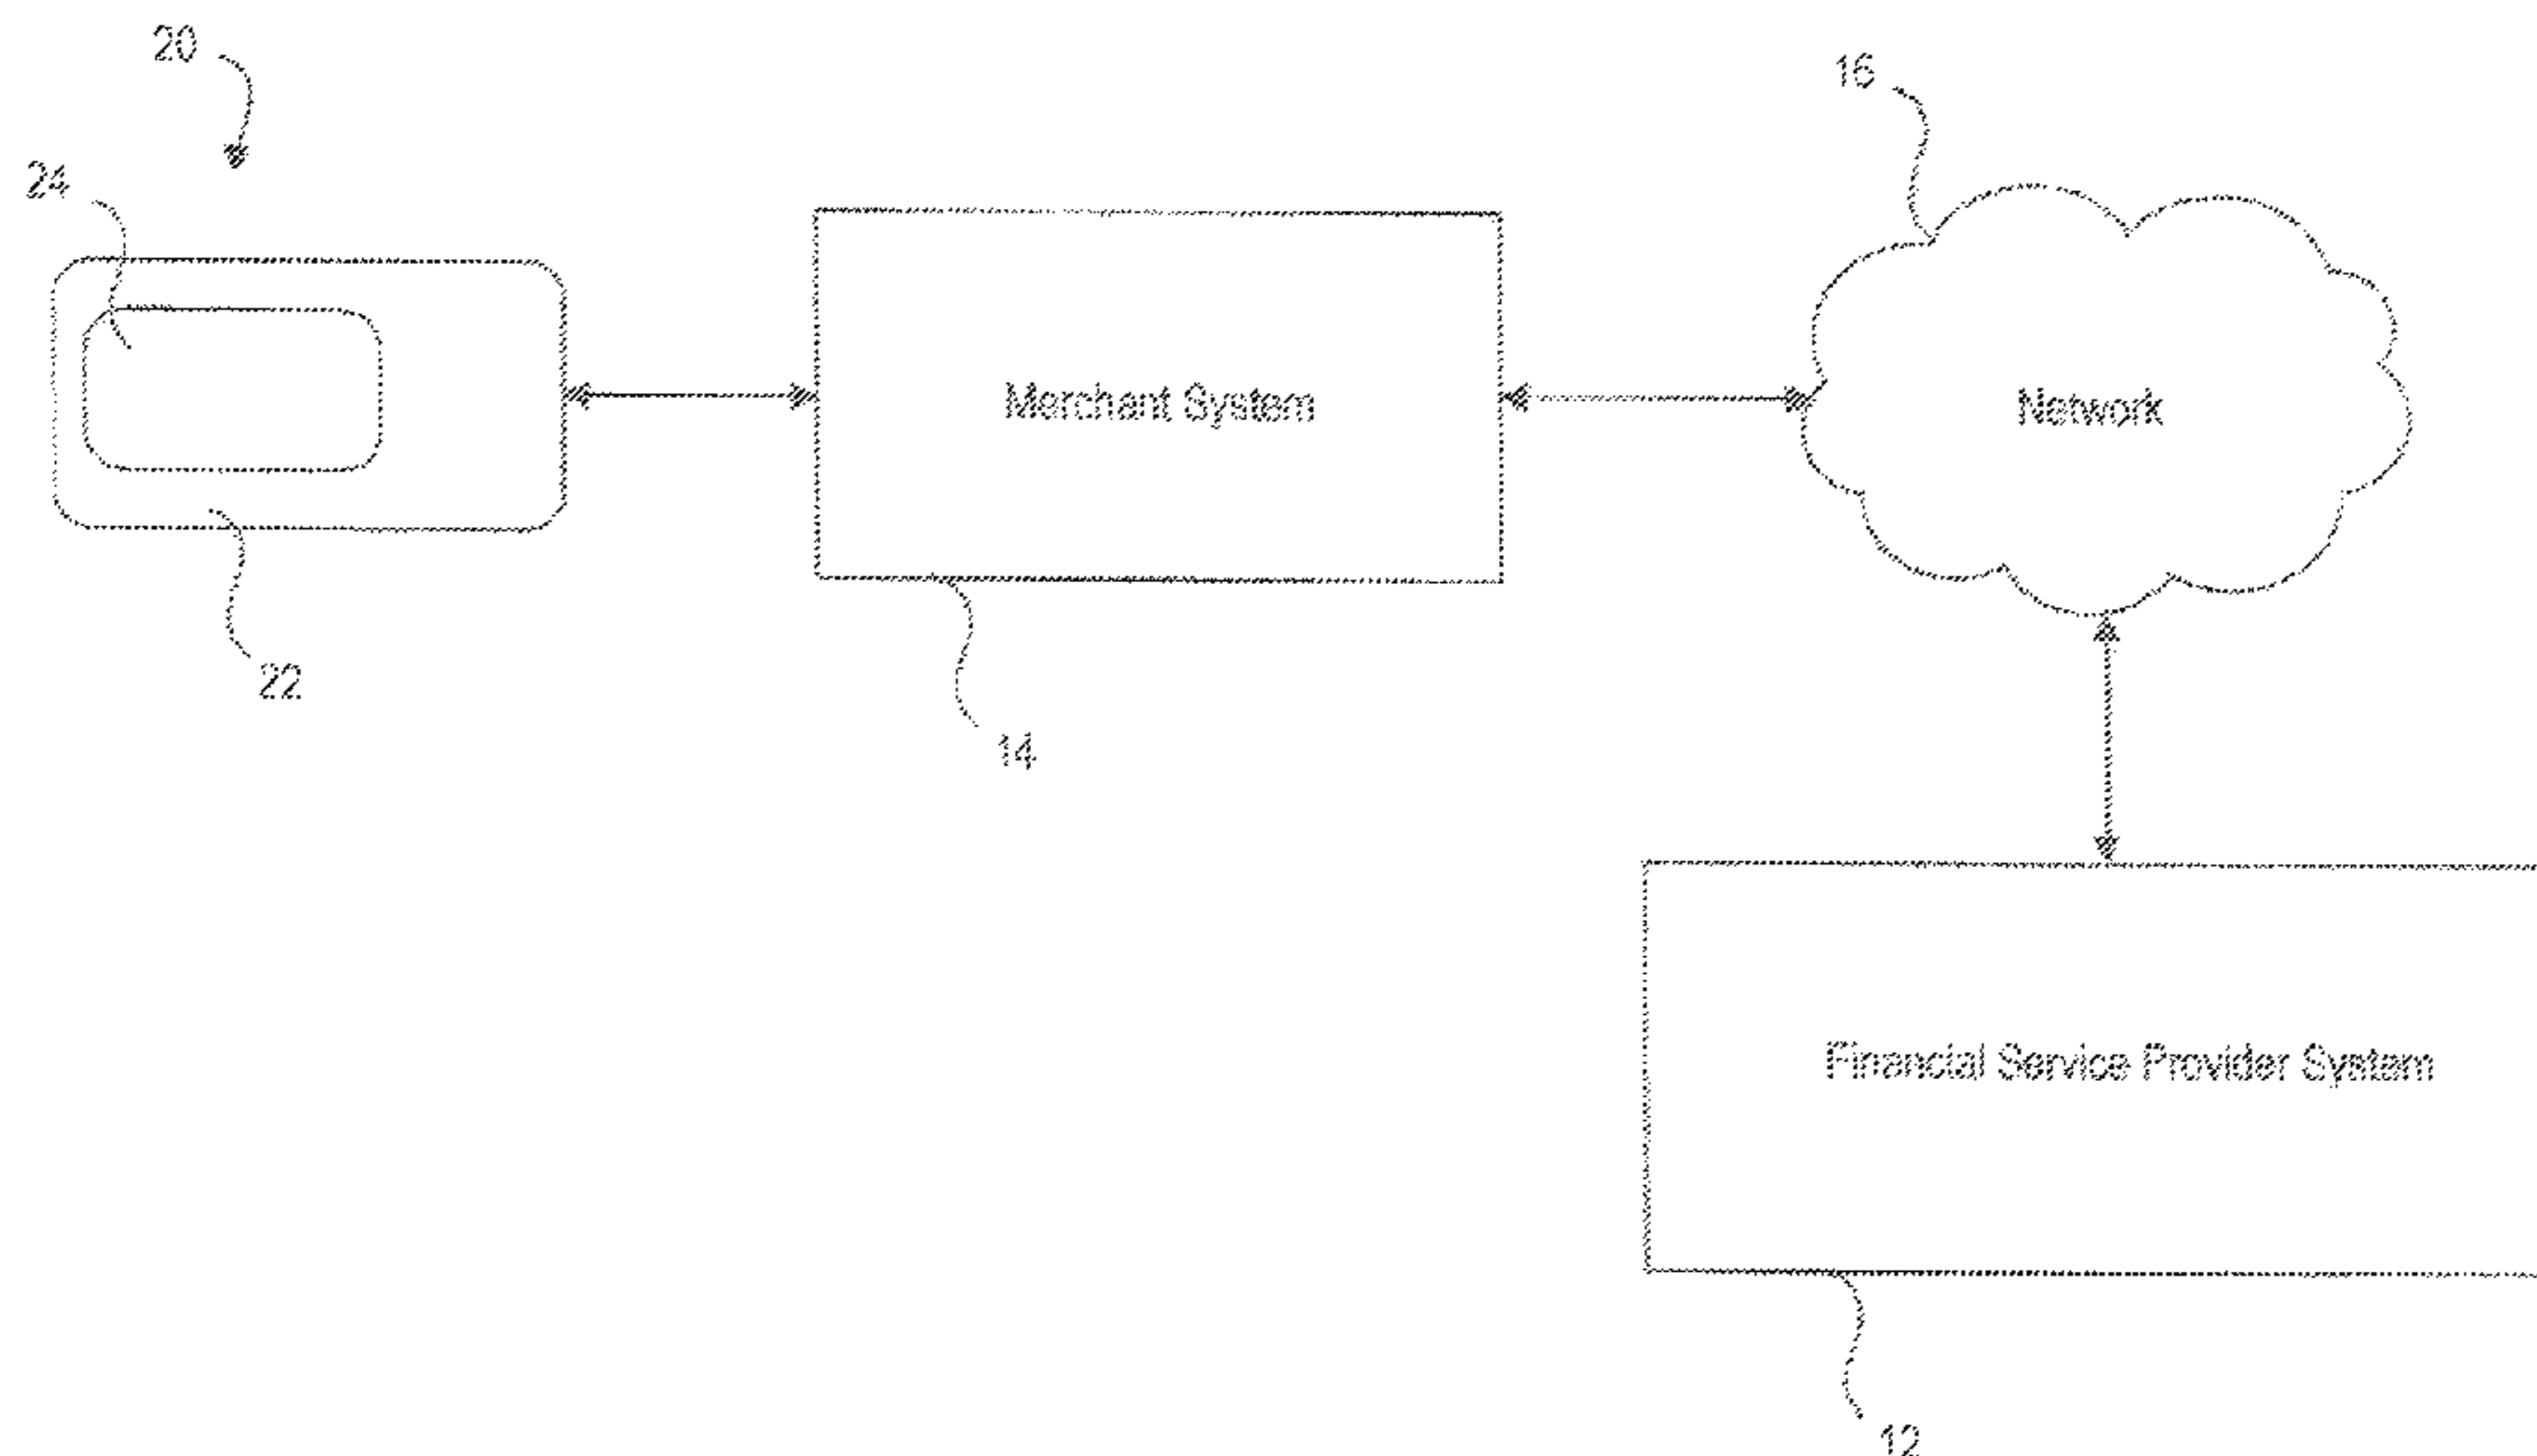 20
16
24
Merchant System
Network
22
14
Financial Service Provider System
12